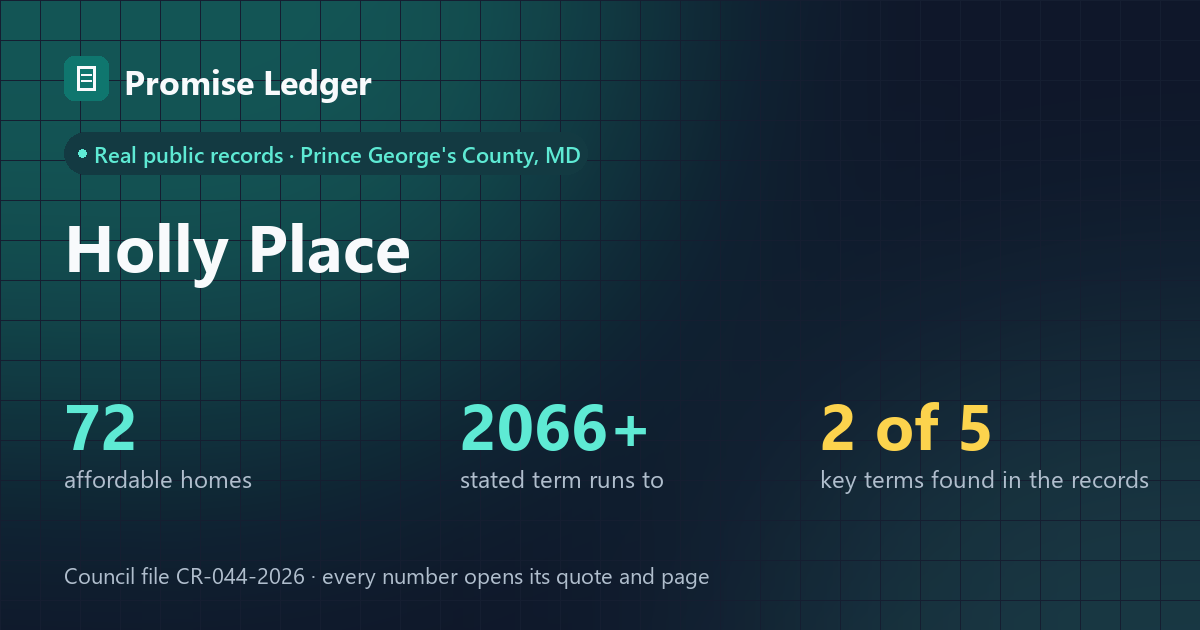 Promise Ledger
Real public records · Prince George's County, MD
Holly Place
72
affordable homes
2066+
stated term runs to
2 of 5
key terms found in the records
Council file CR-044-2026 · every number opens its quote and page